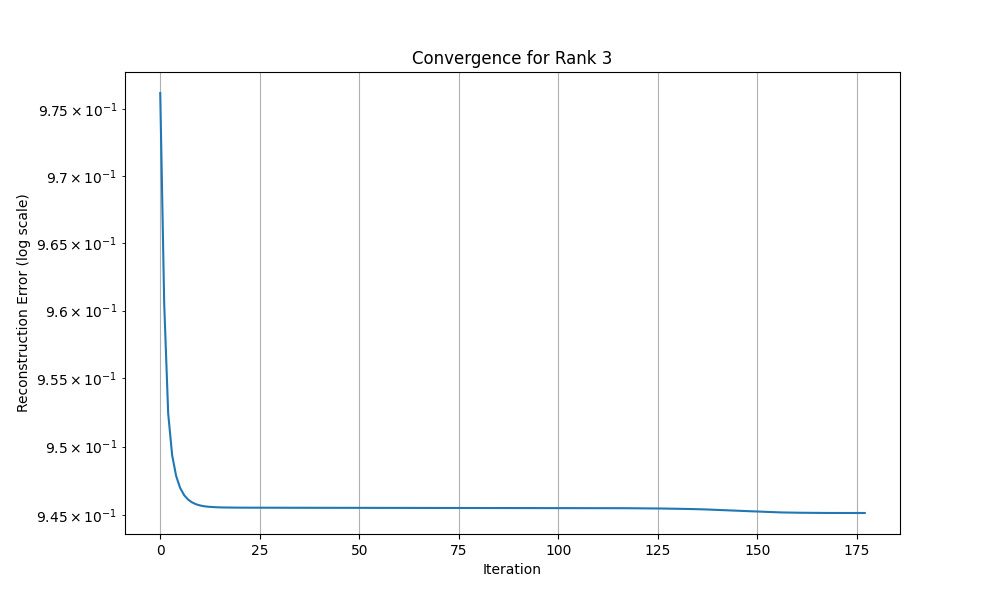 Convergence for Rank 3
Reconstruction Error (log scale)
9.75 × 10⁻¹
9.7 × 10⁻¹
9.65 × 10⁻¹
9.6 × 10⁻¹
9.55 × 10⁻¹
9.5 × 10⁻¹
9.45 × 10⁻¹
0 25 50 75 100 125 150 175
Iteration